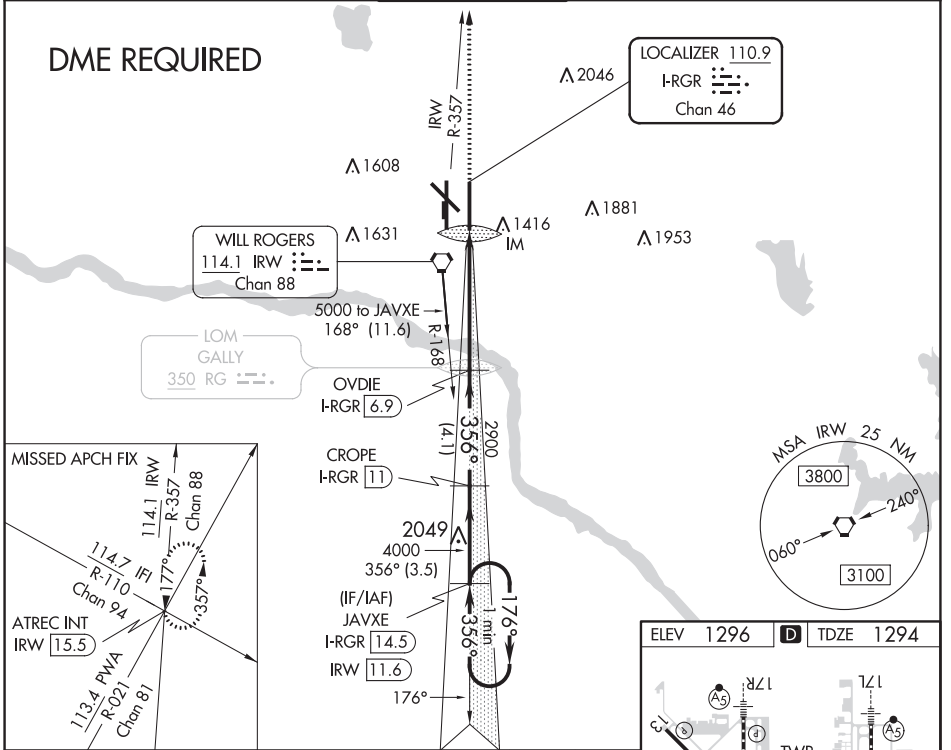 DME REQUIRED
LOCALIZER 110.9
I-RGR
Chan 46
2046
IRW
R-357
1608
1631
1416
IM
1881
1953
WILL ROGERS
114.1 IRW
Chan 88
5000 to JAVXE
168° (11.6)
R-168
LOM
GALLY
350 RG
OVDIE
I-RGR 6.9
356°
(4.1)
2900
CROPE
I-RGR 11
2049
4000
356° (3.5)
(IF/IAF)
JAVXE
I-RGR 14.5
IRW 11.6
176°
356°
1 min
176°
MISSED APCH FIX
114.1 IRW
R-357
Chan 88
177°
357°
114.7 IFI
R-110
Chan 94
ATREC INT
IRW 15.5
113.4 PWA
R-021
Chan 81
MSA IRW 25 NM
3800
240°
060°
3100
ELEV 1296 D TDZE 1294
17R
17L
A5
A5
13
P
P
TWR